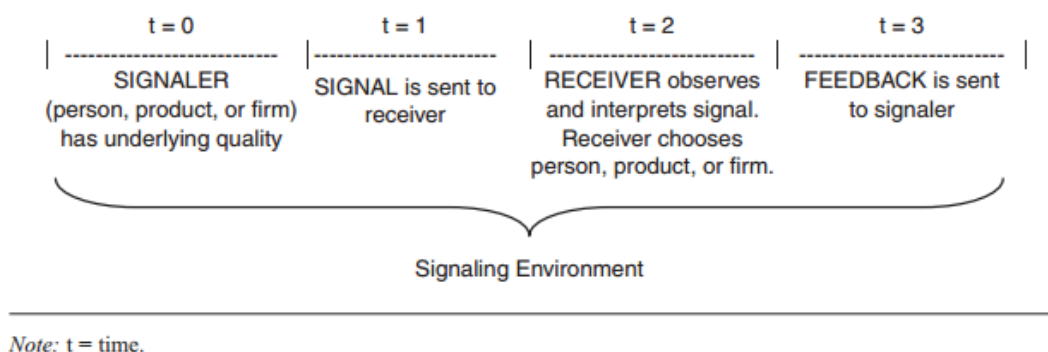 t = 0
t = 1
t = 2
t = 3
SIGNALER
(person, product, or firm)
has underlying quality
SIGNAL is sent to
receiver
RECEIVER observes
and interprets signal.
Receiver chooses
person, product, or firm.
FEEDBACK is sent
to signaler
Signaling Environment
Note: t = time.